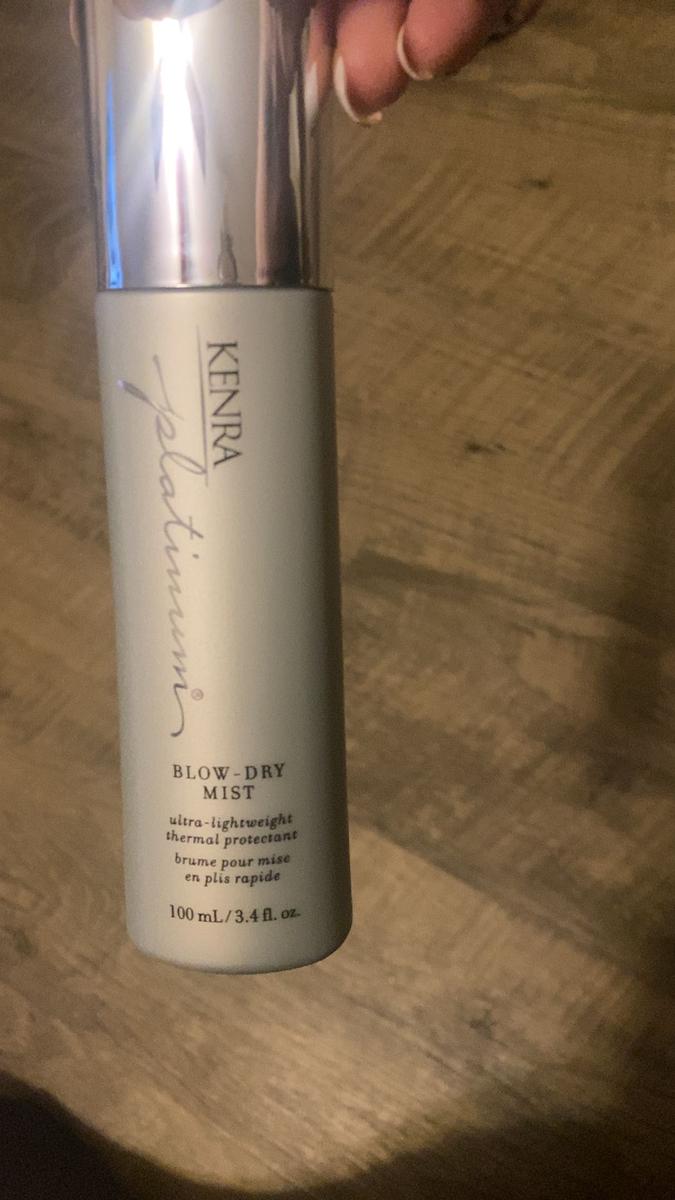 KENRA
platinum®
BLOW-DRY
MIST
ultra-lightweight
thermal protectant
brume pour mise
en plis rapide
100 mL/3.4 fl. oz.